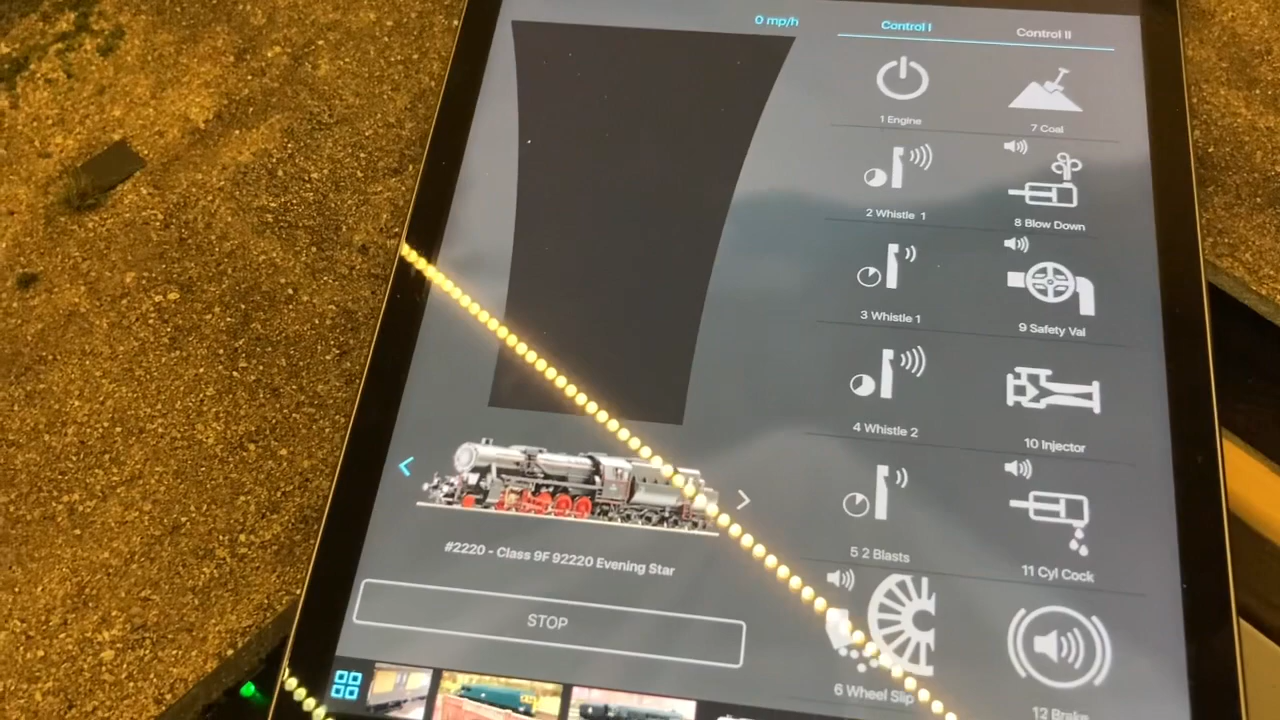 0 mp/h
Control I
Control II
1 Engine
7 Coal
2 Whistle 1
8 Blow Down
3 Whistle 1
9 Safety Val
4 Whistle 2
10 Injector
5 2 Blasts
11 Cyl Cock
6 Wheel Slip
12 Brake
#2220 - Class 9F 92220 Evening Star
STOP